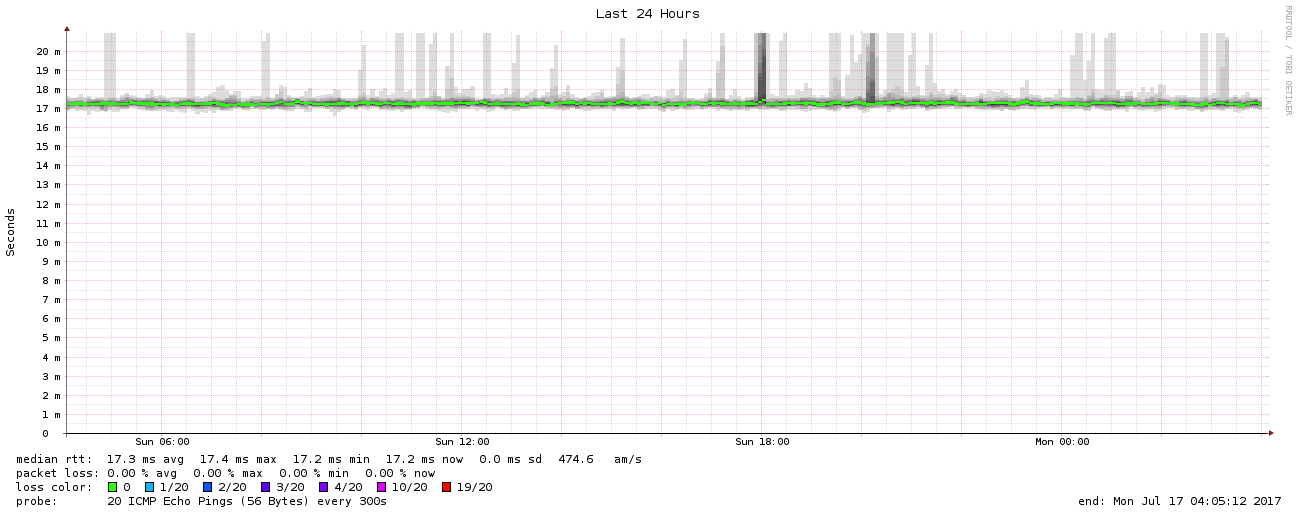 Last 24 Hours
RRDTOOL / TOBI OETIKER
Seconds
20 m
19 m
18 m
17 m
16 m
15 m
14 m
13 m
12 m
11 m
10 m
9 m
8 m
7 m
6 m
5 m
4 m
3 m
2 m
1 m
0
Sun 06:00 Sun 12:00 Sun 18:00 Mon 00:00
median rtt: 17.3 ms avg 17.4 ms max 17.2 ms min 17.2 ms now 0.0 ms sd 474.6 am/s
packet loss: 0.00 % avg 0.00 % max 0.00 % min 0.00 % now
loss color: 0 1/20 2/20 3/20 4/20 10/20 19/20
probe: 20 ICMP Echo Pings (56 Bytes) every 300s end: Mon Jul 17 04:05:12 2017